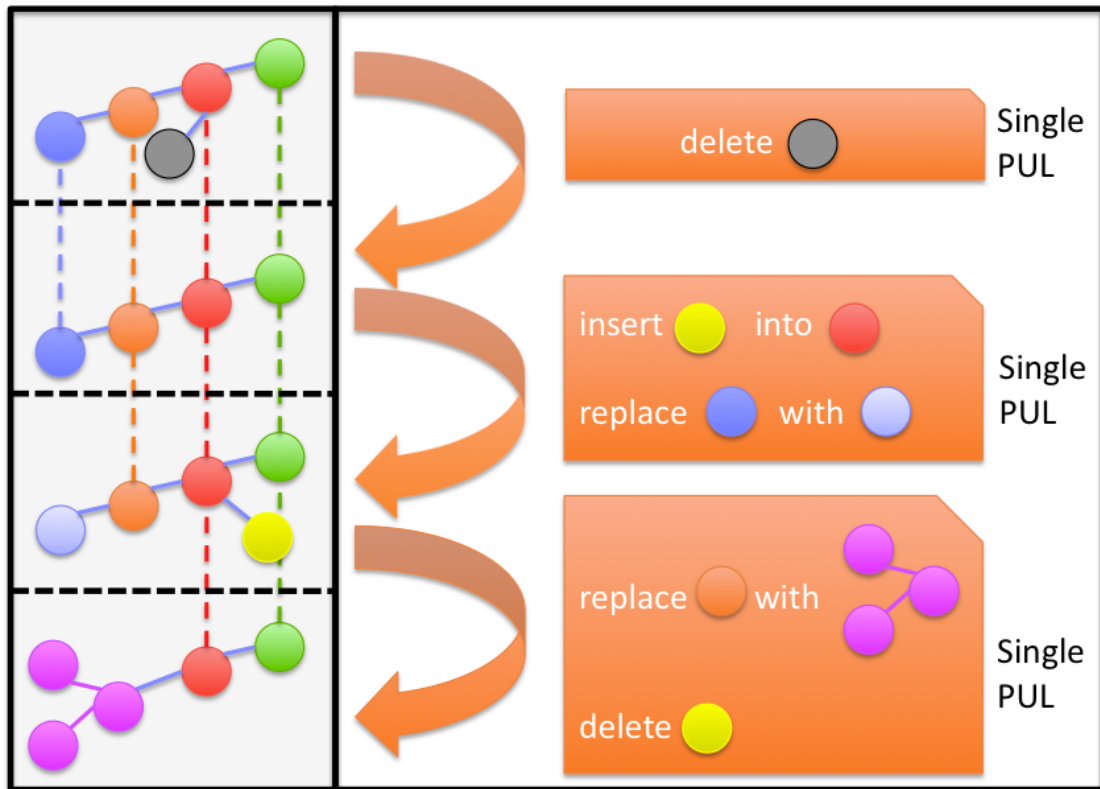 delete
Single
PUL
insert into
replace with
Single
PUL
replace with
delete
Single
PUL